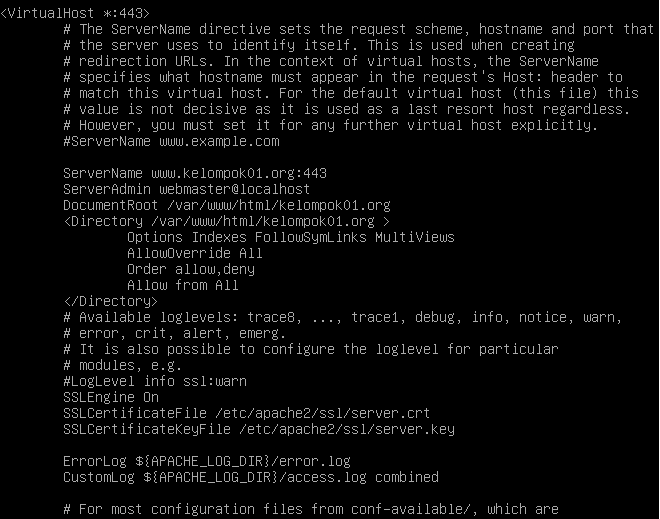 <VirtualHost *:443>
# The ServerName directive sets the request scheme, hostname and port that
# the server uses to identify itself. This is used when creating
# redirection URLs. In the context of virtual hosts, the ServerName
# specifies what hostname must appear in the request's Host: header to
# match this virtual host. For the default virtual host (this file) this
# value is not decisive as it is used as a last resort host regardless.
# However, you must set it for any further virtual host explicitly.
#ServerName www.example.com
ServerName www.kelompok01.org:443
ServerAdmin webmaster@localhost
DocumentRoot /var/www/html/kelompok01.org
<Directory /var/www/html/kelompok01.org >
Options Indexes FollowSymLinks MultiViews
AllowOverride All
Order allow,deny
Allow from All
</Directory>
# Available loglevels: trace8, ..., trace1, debug, info, notice, warn,
# error, crit, alert, emerg.
# It is also possible to configure the loglevel for particular
# modules, e.g.
#LogLevel info ssl:warn
SSLEngine On
SSLCertificateFile /etc/apache2/ssl/server.crt
SSLCertificateKeyFile /etc/apache2/ssl/server.key
ErrorLog ${APACHE_LOG_DIR}/error.log
CustomLog ${APACHE_LOG_DIR}/access.log combined
# For most configuration files from conf-available/, which are